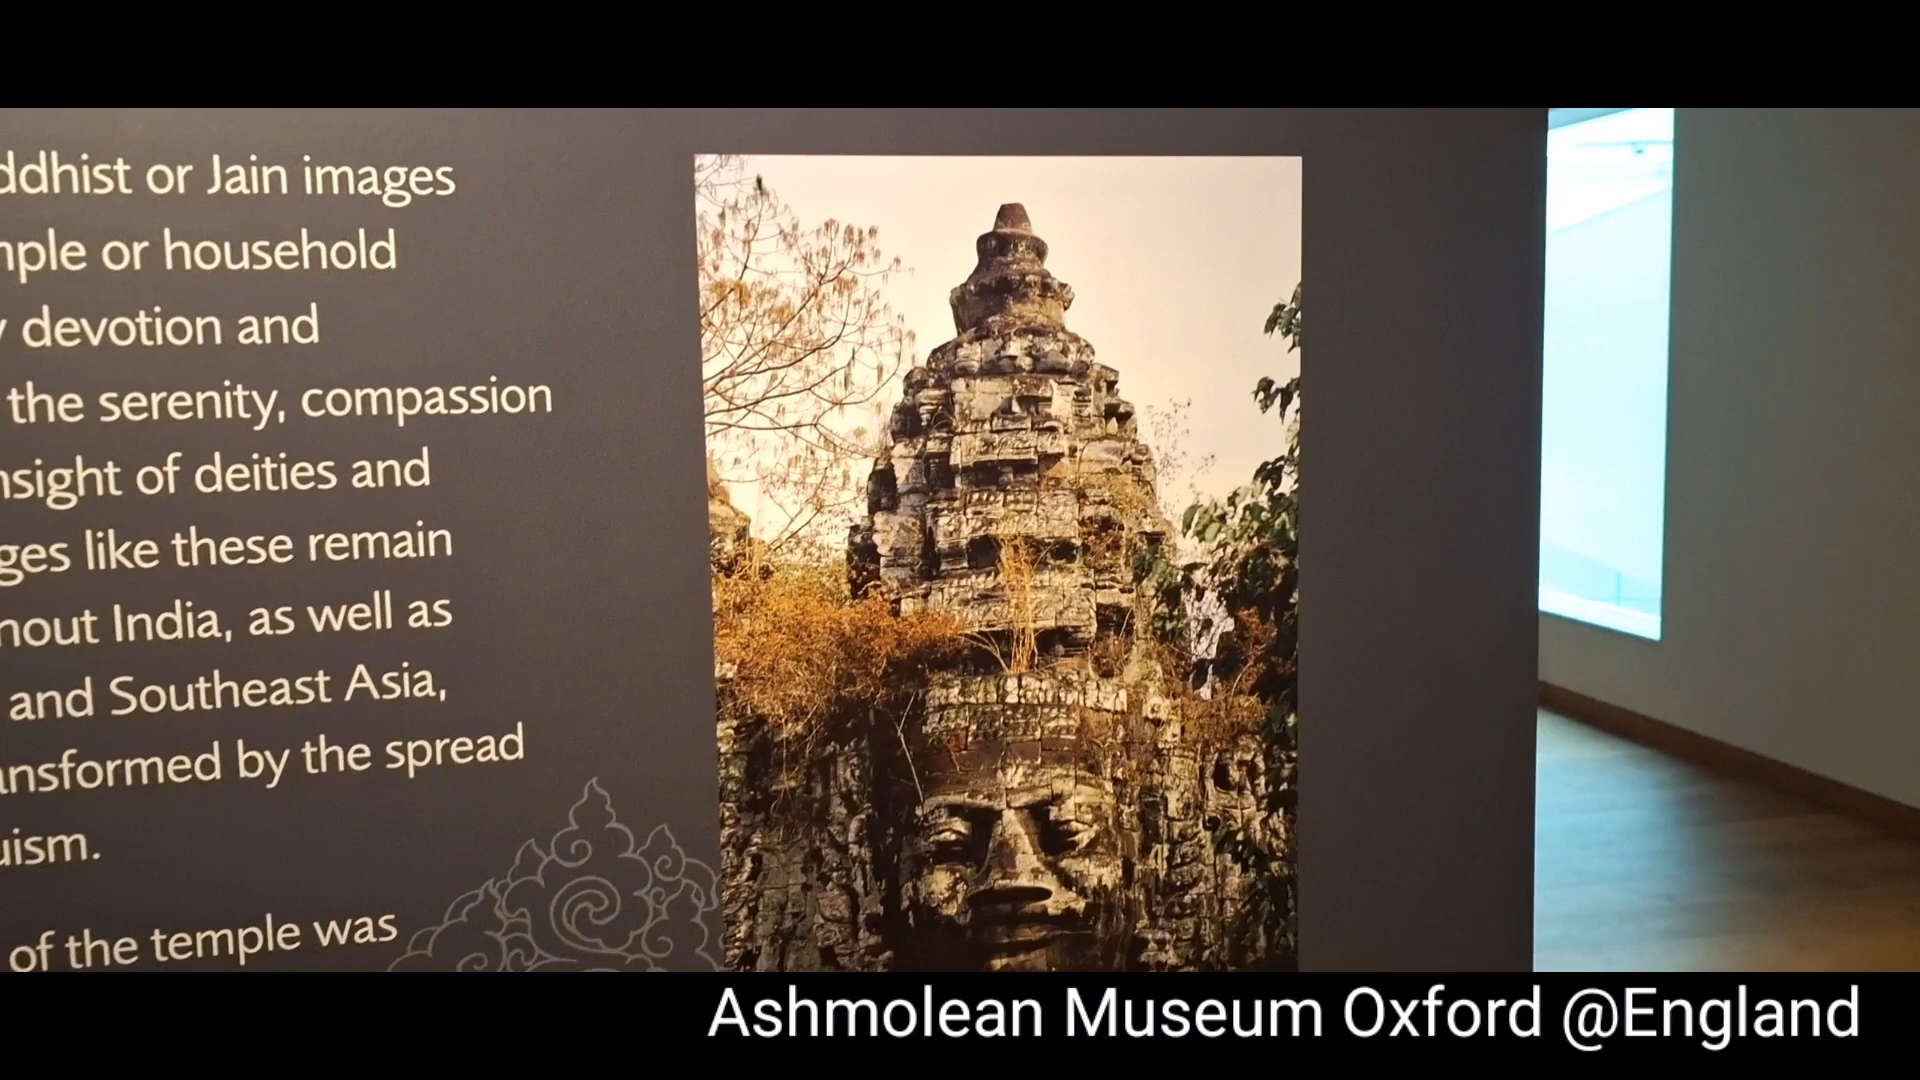 ddhist or Jain images
mple or household
devotion and
the serenity, compassion
nsight of deities and
ges like these remain
hout India, as well as
and Southeast Asia,
ansformed by the spread
uism.
of the temple was
Ashmolean Museum Oxford @England